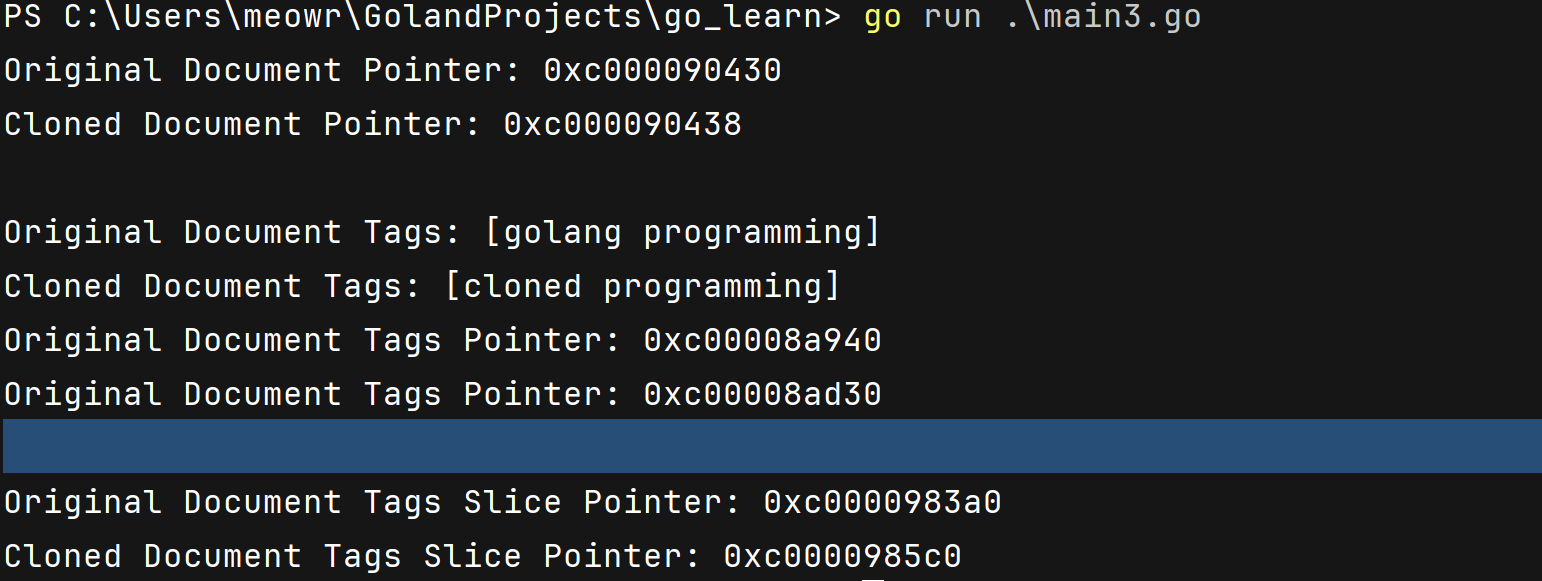 PS C:\Users\meowr\GolandProjects\go_learn> go run .\main3.go
Original Document Pointer: 0xc000090430
Cloned Document Pointer: 0xc000090438
Original Document Tags: [golang programming]
Cloned Document Tags: [cloned programming]
Original Document Tags Pointer: 0xc00008a940
Original Document Tags Pointer: 0xc00008ad30
Original Document Tags Slice Pointer: 0xc0000983a0
Cloned Document Tags Slice Pointer: 0xc0000985c0